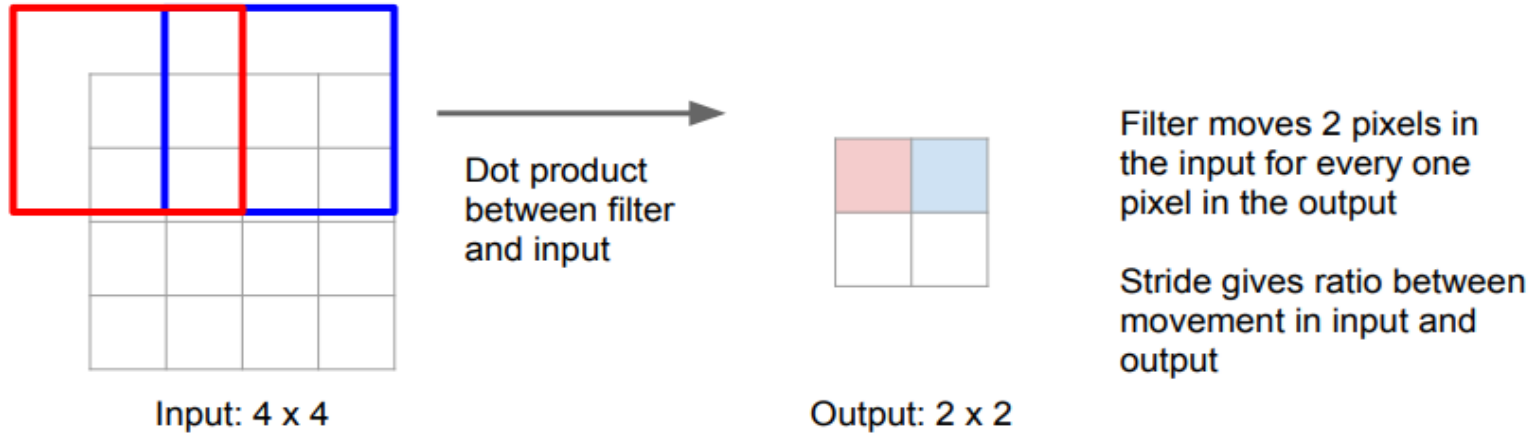 Dot product
between filter
and input
Input: 4 x 4
Output: 2 x 2
Filter moves 2 pixels in
the input for every one
pixel in the output
Stride gives ratio between
movement in input and
output